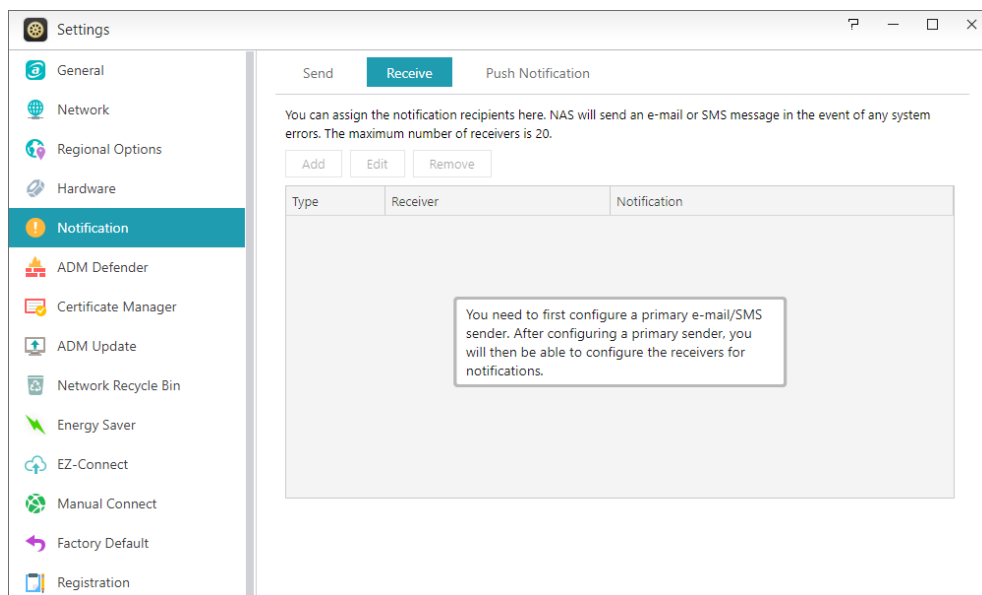 Settings
General
Network
Regional Options
Hardware
Notification
ADM Defender
Certificate Manager
ADM Update
Network Recycle Bin
Energy Saver
EZ-Connect
Manual Connect
Factory Default
Registration
Send Receive Push Notification
You can assign the notification recipients here. NAS will send an e-mail or SMS message in the event of any system
errors. The maximum number of receivers is 20.
Add Edit Remove
Type Receiver Notification
You need to first configure a primary e-mail/SMS
sender. After configuring a primary sender, you
will then be able to configure the receivers for
notifications.